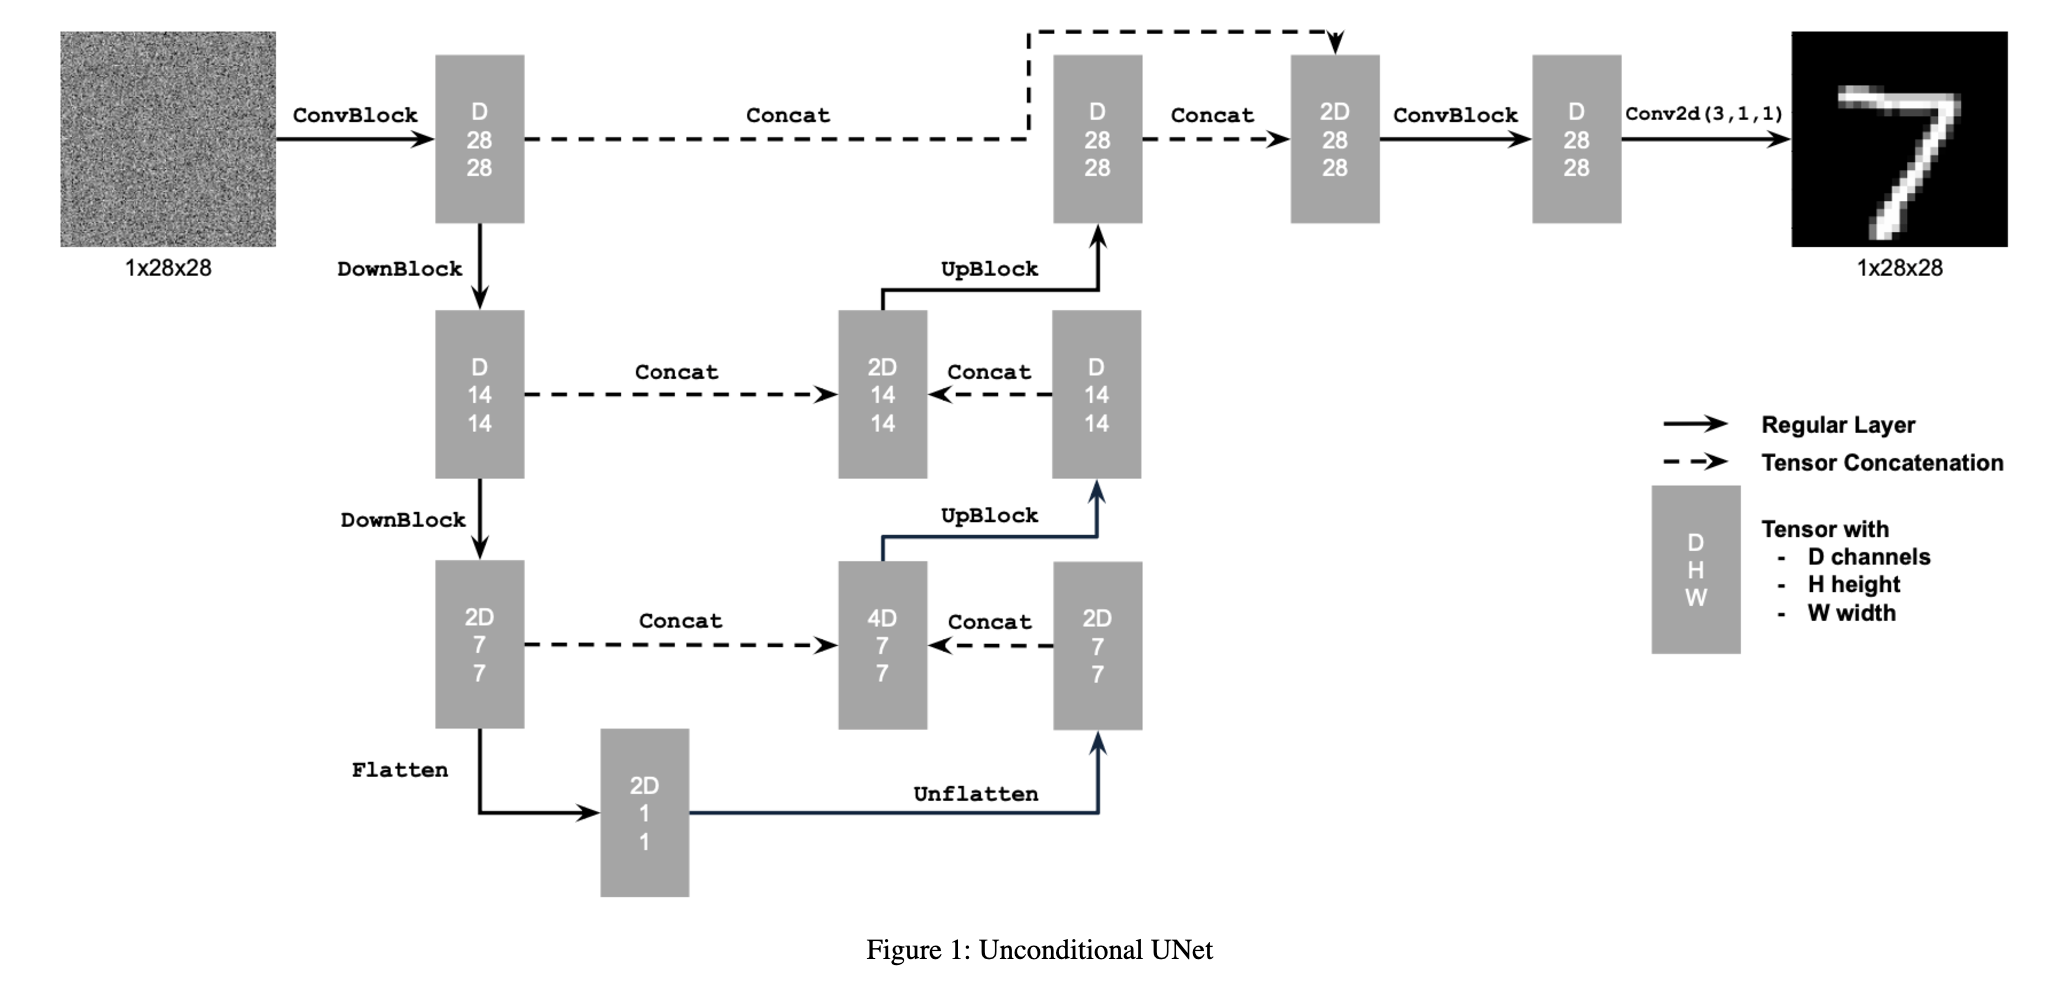 ConvBlock
Concat
Concat
ConvBlock
Conv2d(3,1,1)
D
28
28
D
28
28
2D
28
28
D
28
28
1x28x28
1x28x28
DownBlock
UpBlock
D
14
14
Concat
2D
14
14
Concat
D
14
14
DownBlock
UpBlock
2D
7
7
Concat
4D
7
7
Concat
2D
7
7
Flatten
2D
1
1
Unflatten
Regular Layer
Tensor Concatenation
D
H
W
Tensor with
- D channels
- H height
- W width
Figure 1: Unconditional UNet